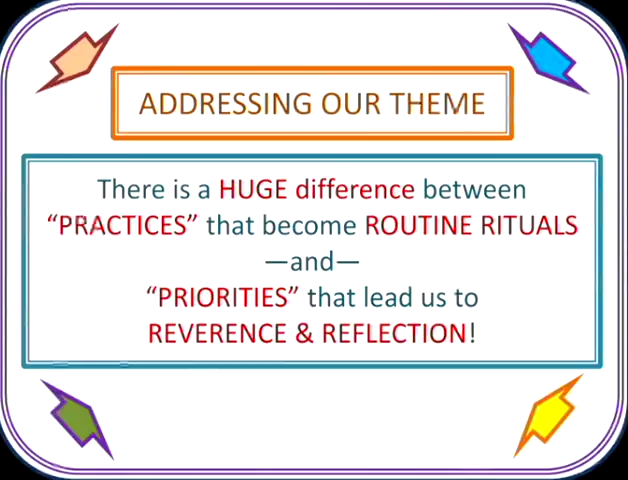 ADDRESSING OUR THEME
There is a HUGE difference between
“PRACTICES” that become ROUTINE RITUALS
—and—
“PRIORITIES” that lead us to
REVERENCE & REFLECTION!